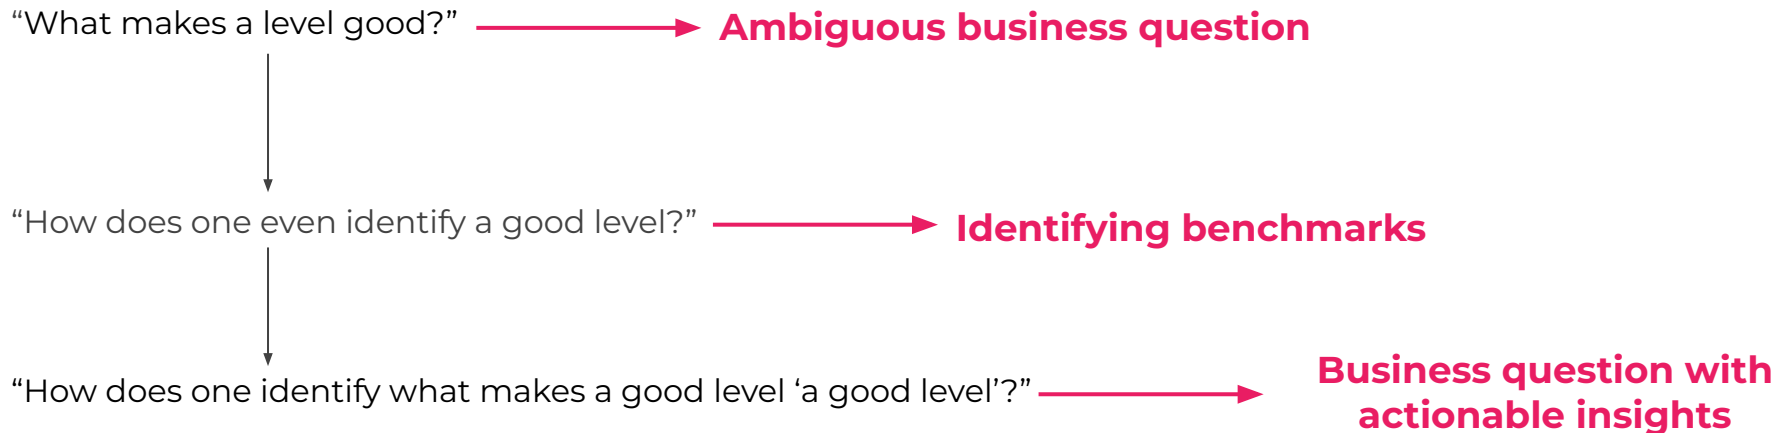 “What makes a level good?”
Ambiguous business question
“How does one even identify a good level?”
Identifying benchmarks
“How does one identify what makes a good level ‘a good level’?”
Business question with
actionable insights